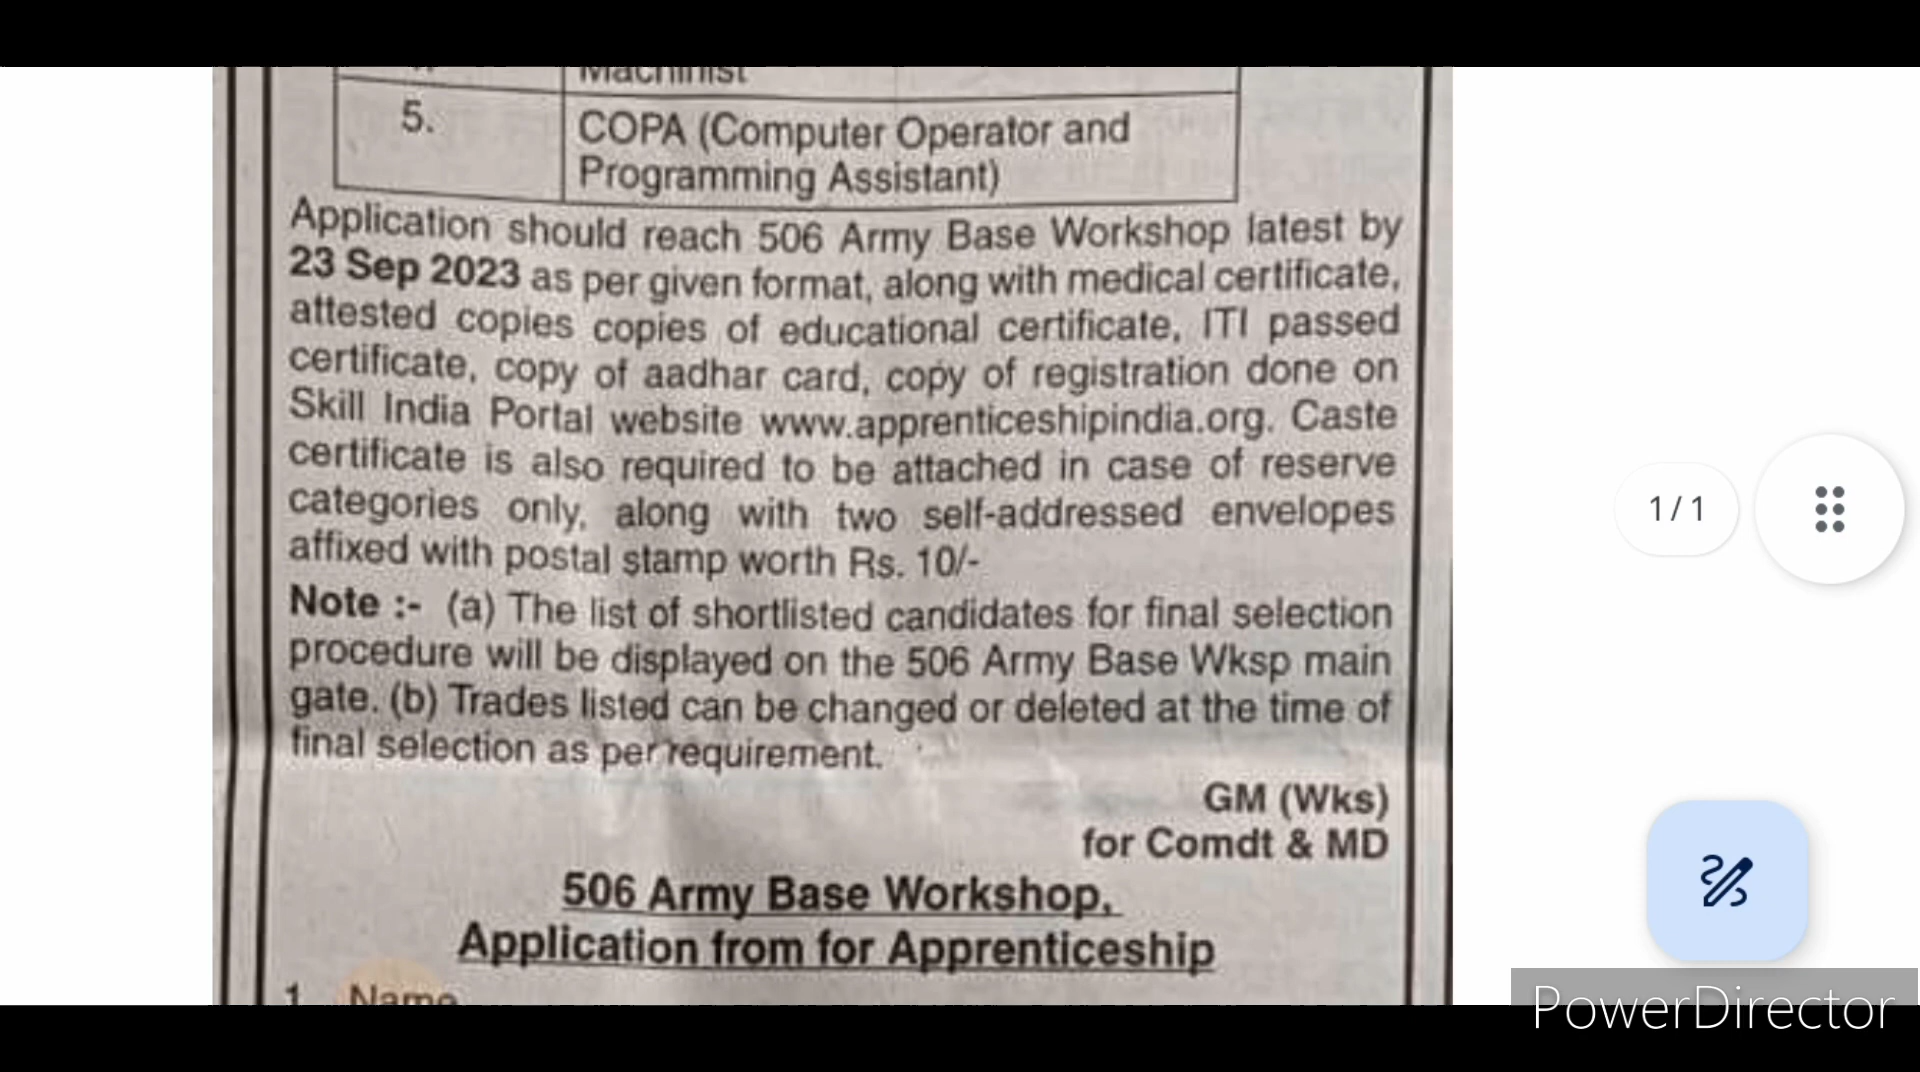 Machinist
5.
COPA (Computer Operator and
Programming Assistant)
Application should reach 506 Army Base Workshop latest by
23 Sep 2023 as per given format, along with medical certificate,
attested copies copies of educational certificate, ITI passed
certificate, copy of aadhar card, copy of registration done on
Skill India Portal website www.apprenticeshipindia.org. Caste
certificate is also required to be attached in case of reserve
categories only, along with two self-addressed envelopes
affixed with postal stamp worth Rs. 10/-
Note :- (a) The list of shortlisted candidates for final selection
procedure will be displayed on the 506 Army Base Wksp main
gate. (b) Trades listed can be changed or deleted at the time of
final selection as per requirement.
GM (Wks)
for Comdt & MD
506 Army Base Workshop,
Application from for Apprenticeship
1. Name
1/1
PowerDirector